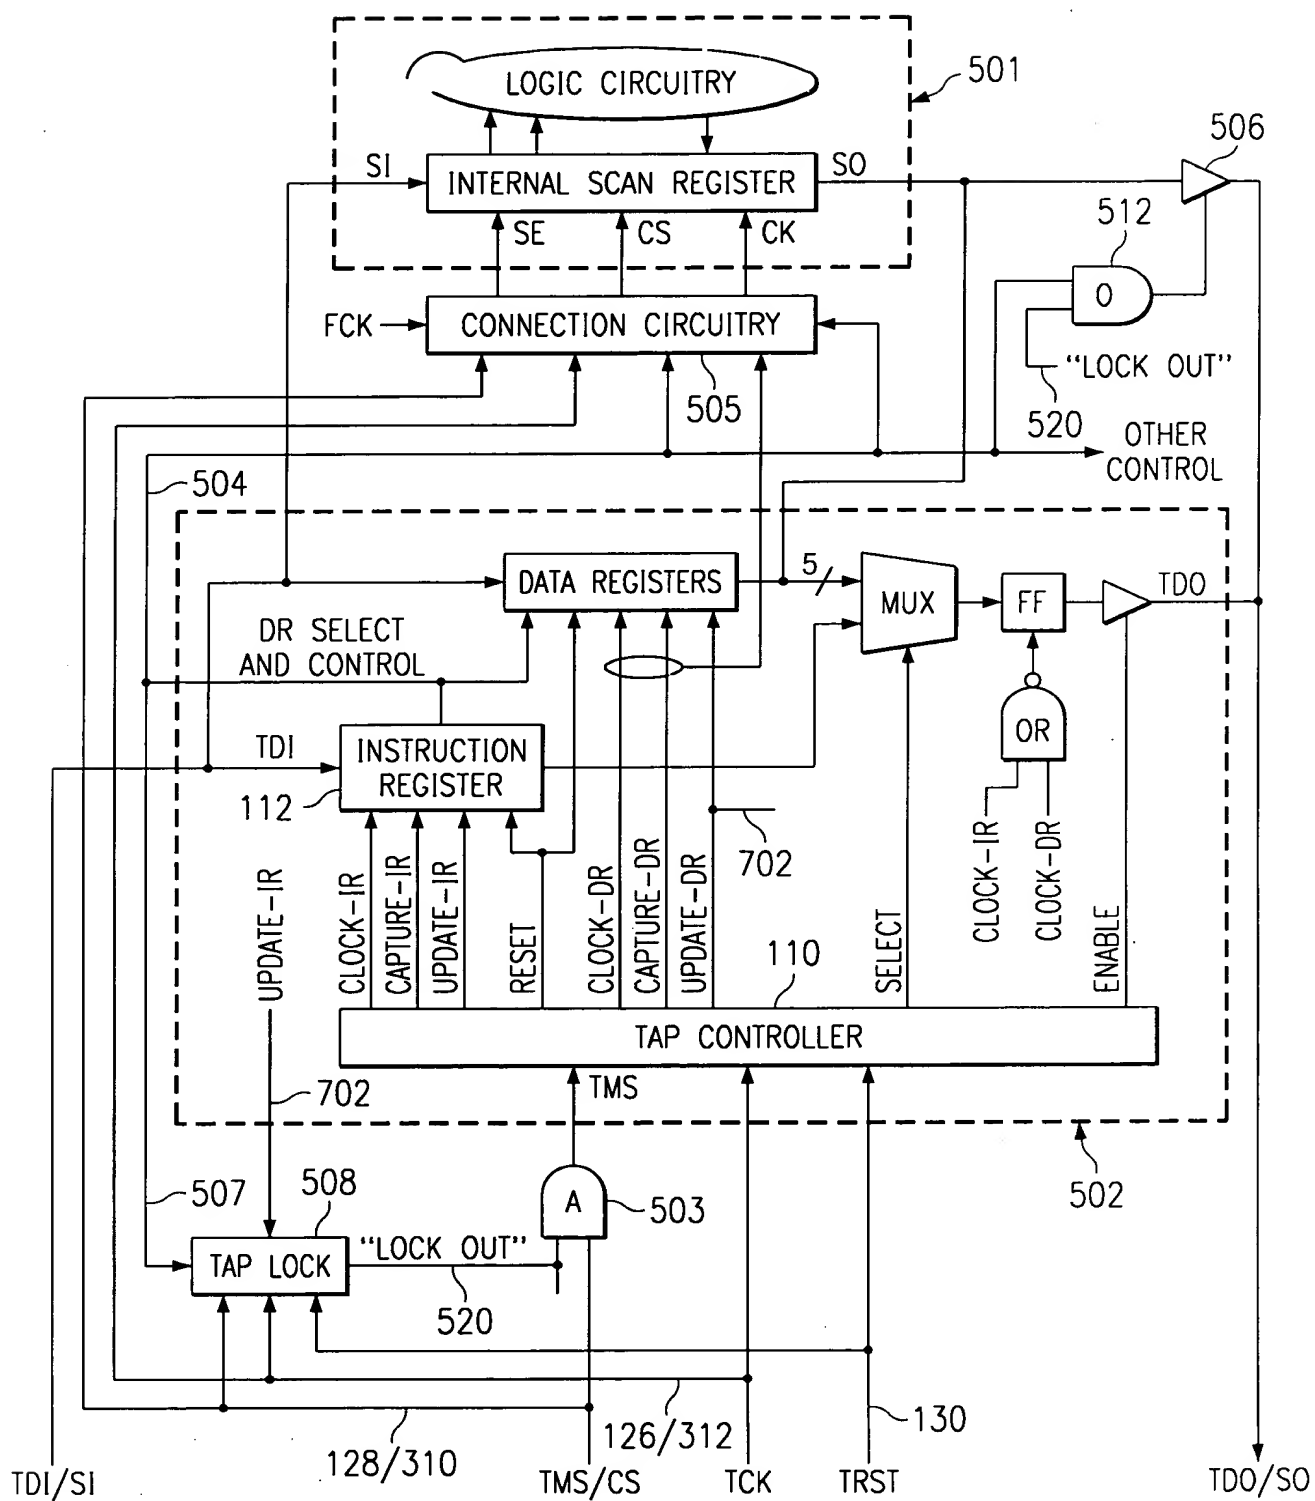 LOGIC CIRCUITRY
501
506
SI
INTERNAL SCAN REGISTER
SO
512
SE
CS
CK
O
FCK
CONNECTION CIRCUITRY
"LOCK OUT"
505
520
OTHER
CONTROL
504
DATA REGISTERS
5
MUX
FF
TDO
DR SELECT
AND CONTROL
OR
TDI
INSTRUCTION
REGISTER
112
702
UPDATE-IR
CLOCK-IR
CAPTURE-IR
UPDATE-IR
RESET
CLOCK-DR
CAPTURE-DR
UPDATE-DR
SELECT
CLOCK-IR
CLOCK-DR
ENABLE
110
TAP CONTROLLER
702
TMS
507
508
A
503
502
TAP LOCK
"LOCK OUT"
520
130
126/312
128/310
TDI/SI
TMS/CS
TCK
TRST
TDO/SO